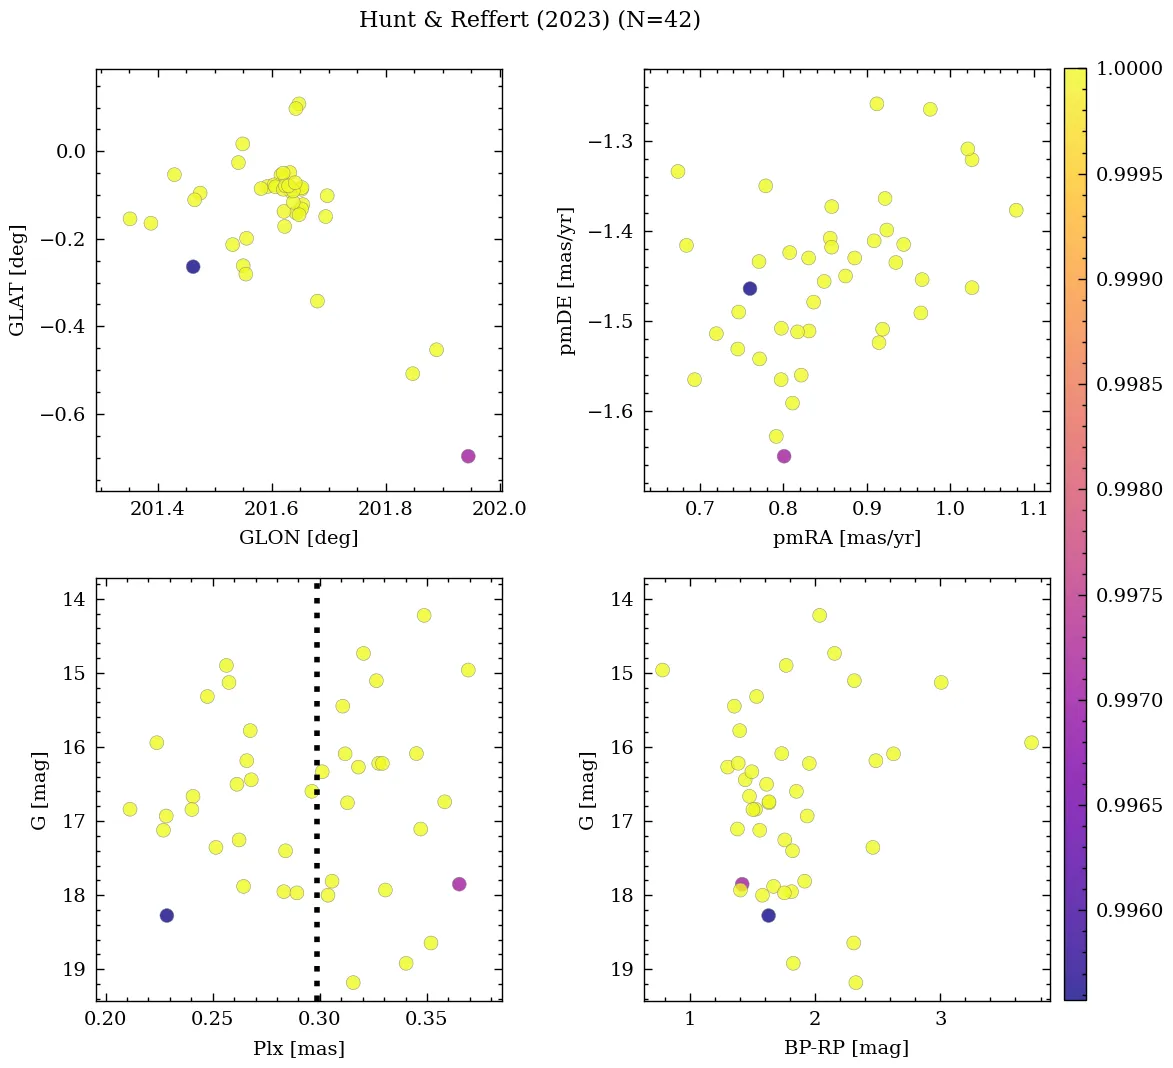 Hunt & Reffert (2023) (N=42)
0.0
−0.2
−0.4
−0.6
GLAT [deg]
201.4 201.6 201.8 202.0
GLON [deg]
−1.3
−1.4
−1.5
−1.6
pmDE [mas/yr]
0.7 0.8 0.9 1.0 1.1
pmRA [mas/yr]
14
15
16
17
18
19
G [mag]
0.20 0.25 0.30 0.35
Plx [mas]
14
15
16
17
18
19
G [mag]
1 2 3
BP-RP [mag]
1.0000
0.9995
0.9990
0.9985
0.9980
0.9975
0.9970
0.9965
0.9960